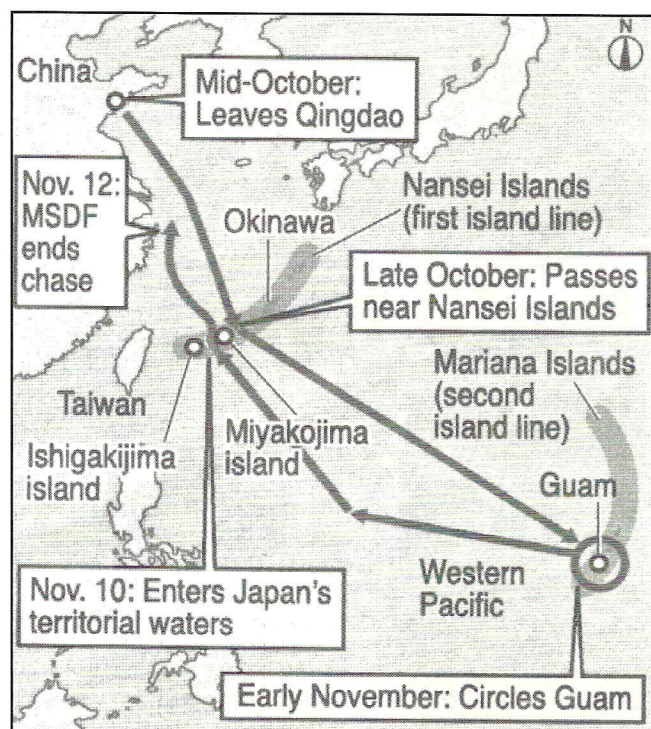 N
China
Mid-October:
Leaves Qingdao
Nov. 12:
MSDF
ends
chase
Nansei Islands
(first island line)
Okinawa
Late October: Passes
near Nansei Islands
Mariana Islands
(second
island line)
Taiwan
Miyakojima
island
Ishigakijima
island
Guam
Western
Pacific
Nov. 10: Enters Japan's
territorial waters
Early November: Circles Guam